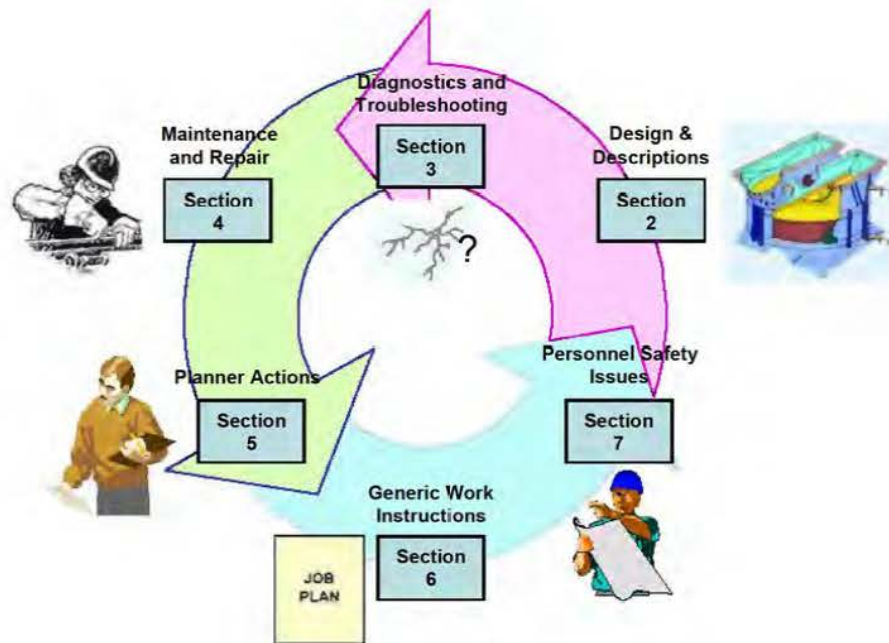 Diagnostics and
Troubleshooting
Section
3
Maintenance
and Repair
Section
4
Design &
Descriptions
Section
2
?
Planner Actions
Section
5
Personnel Safety
Issues
Section
7
Generic Work
Instructions
Section
6
JOB
PLAN